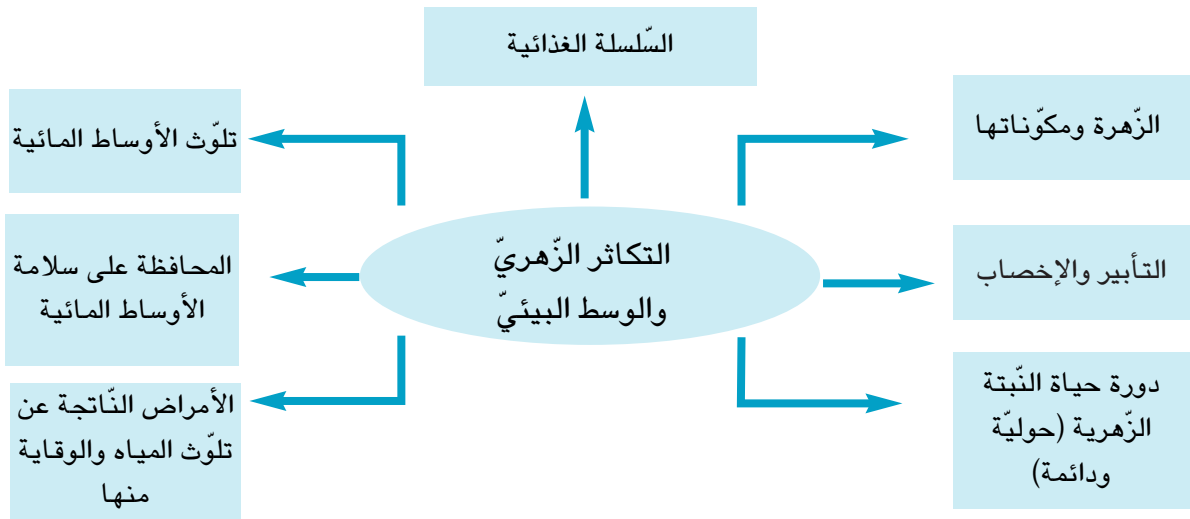 السّلسلة الغذائية
الزّهرة ومكوّناتها
التأبير والإخصاب
دورة حياة النّبتة
الزّهرية (حوليّة
ودائمة)
التكاثر الزّهريّ
والوسط البيئيّ
تلوّث الأوساط المائية
المحافظة على سلامة
الأوساط المائية
الأمراض النّاتجة عن
تلوّث المياه والوقاية
منها